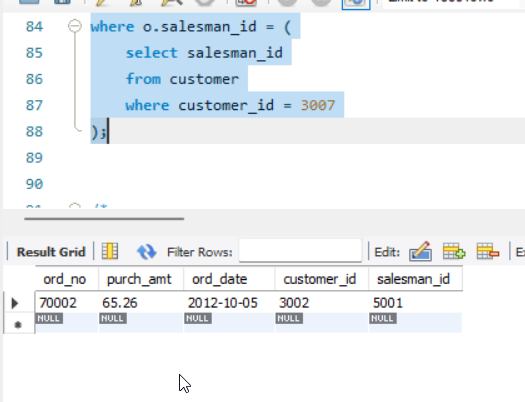 84 where o.salesman_id = (
85 select salesman_id
86 from customer
87 where customer_id = 3007
88 );
89
90
Result Grid Filter Rows: Edit:
ord_no purch_amt ord_date customer_id salesman_id
70002 65.26 2012-10-05 3002 5001
NULL NULL NULL NULL NULL